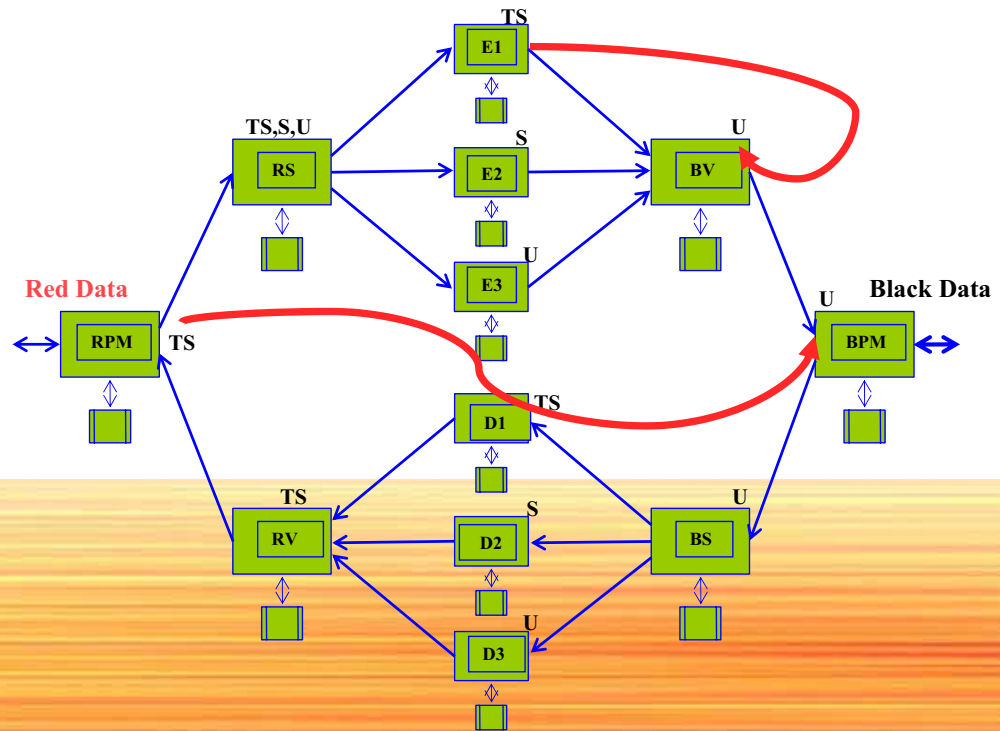 TS
E1
TS,S,U
S
U
RS
E2
BV
U
E3
Red Data
U
Black Data
RPM
TS
BPM
TS
D1
TS
S
U
RV
D2
BS
U
D3